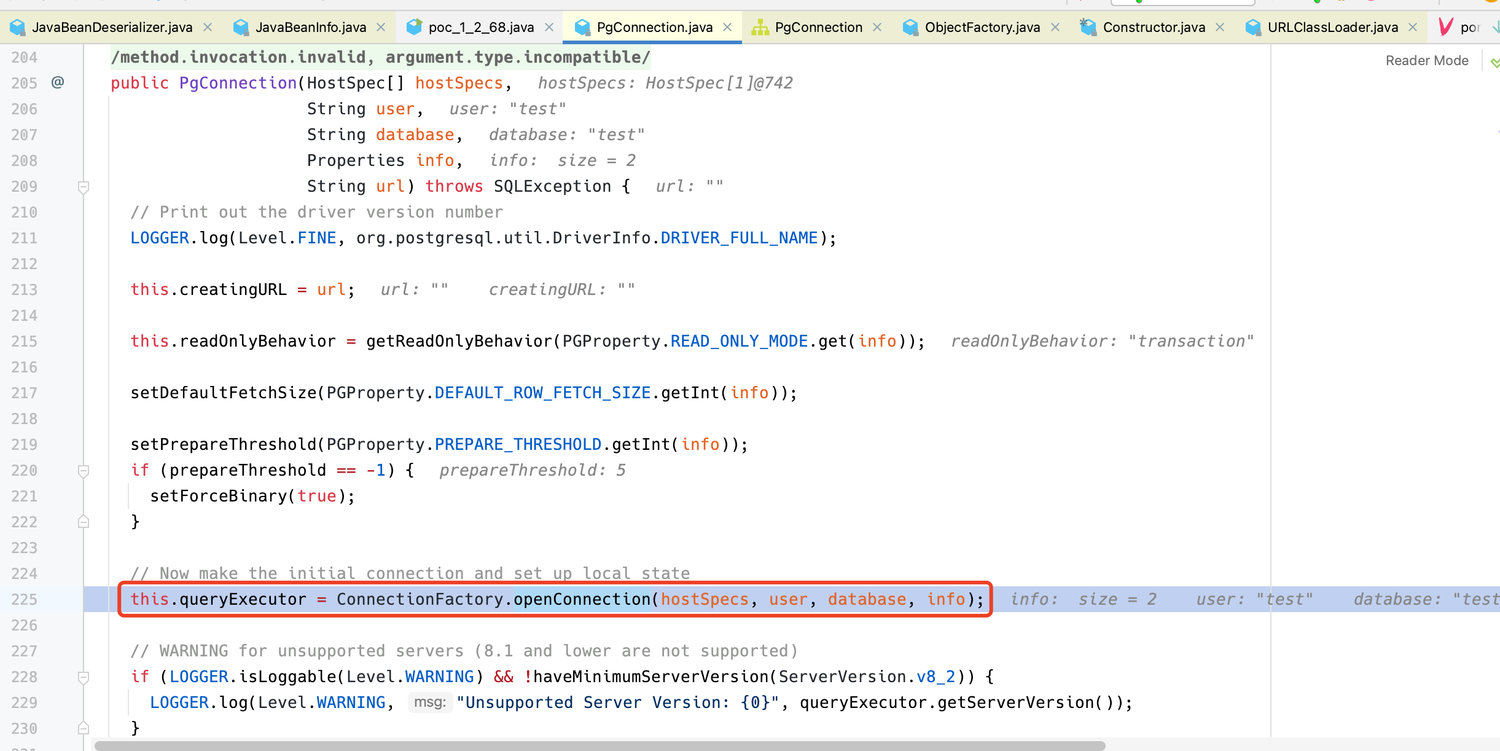 JavaBeanDeserializer.java × JavaBeanInfo.java × poc_1_2_68.java × PgConnection.java × PgConnection × ObjectFactory.java × Constructor.java × URLClassLoader.java ×
Reader Mode
204 /method.invocation.invalid, argument.type.incompatible/
205 @ public PgConnection(HostSpec[] hostSpecs, hostSpecs: HostSpec[1]@742
206 String user, user: "test"
207 String database, database: "test"
208 Properties info, info: size = 2
209 String url) throws SQLException { url: ""
210 // Print out the driver version number
211 LOGGER.log(Level.FINE, org.postgresql.util.DriverInfo.DRIVER_FULL_NAME);
212
213 this.creatingURL = url; url: "" creatingURL: ""
214
215 this.readOnlyBehavior = getReadOnlyBehavior(PGProperty.READ_ONLY_MODE.get(info)); readOnlyBehavior: "transaction"
216
217 setDefaultFetchSize(PGProperty.DEFAULT_ROW_FETCH_SIZE.getInt(info));
218
219 setPrepareThreshold(PGProperty.PREPARE_THRESHOLD.getInt(info));
220 if (prepareThreshold == -1) { prepareThreshold: 5
221 setForceBinary(true);
222 }
223
224 // Now make the initial connection and set up local state
225 this.queryExecutor = ConnectionFactory.openConnection(hostSpecs, user, database, info); info: size = 2 user: "test" database: "test
226
227 // WARNING for unsupported servers (8.1 and lower are not supported)
228 if (LOGGER.isLoggable(Level.WARNING) && !haveMinimumServerVersion(ServerVersion.v8_2)) {
229 LOGGER.log(Level.WARNING, msg: "Unsupported Server Version: {0}", queryExecutor.getServerVersion());
230 }